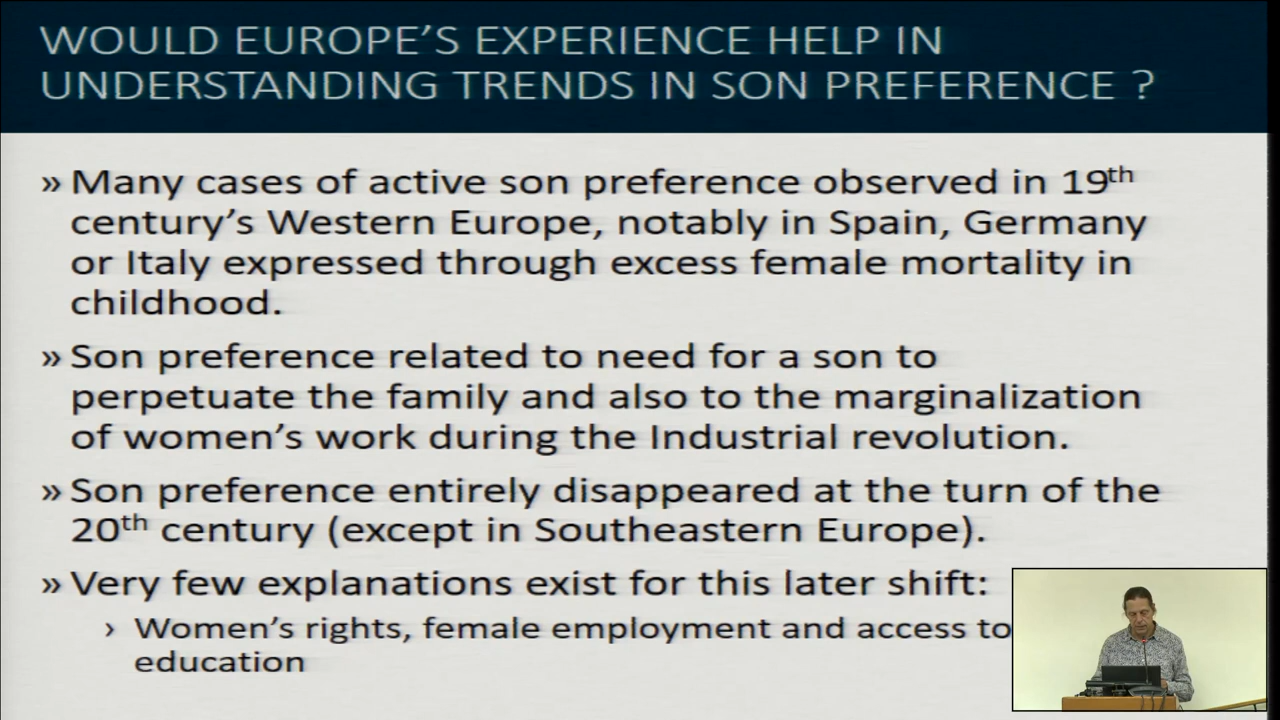 WOULD EUROPE’S EXPERIENCE HELP IN
UNDERSTANDING TRENDS IN SON PREFERENCE ?
» Many cases of active son preference observed in 19th
century’s Western Europe, notably in Spain, Germany
or Italy expressed through excess female mortality in
childhood.
» Son preference related to need for a son to
perpetuate the family and also to the marginalization
of women’s work during the Industrial revolution.
» Son preference entirely disappeared at the turn of the
20th century (except in Southeastern Europe).
» Very few explanations exist for this later shift:
› Women’s rights, female employment and access to
education